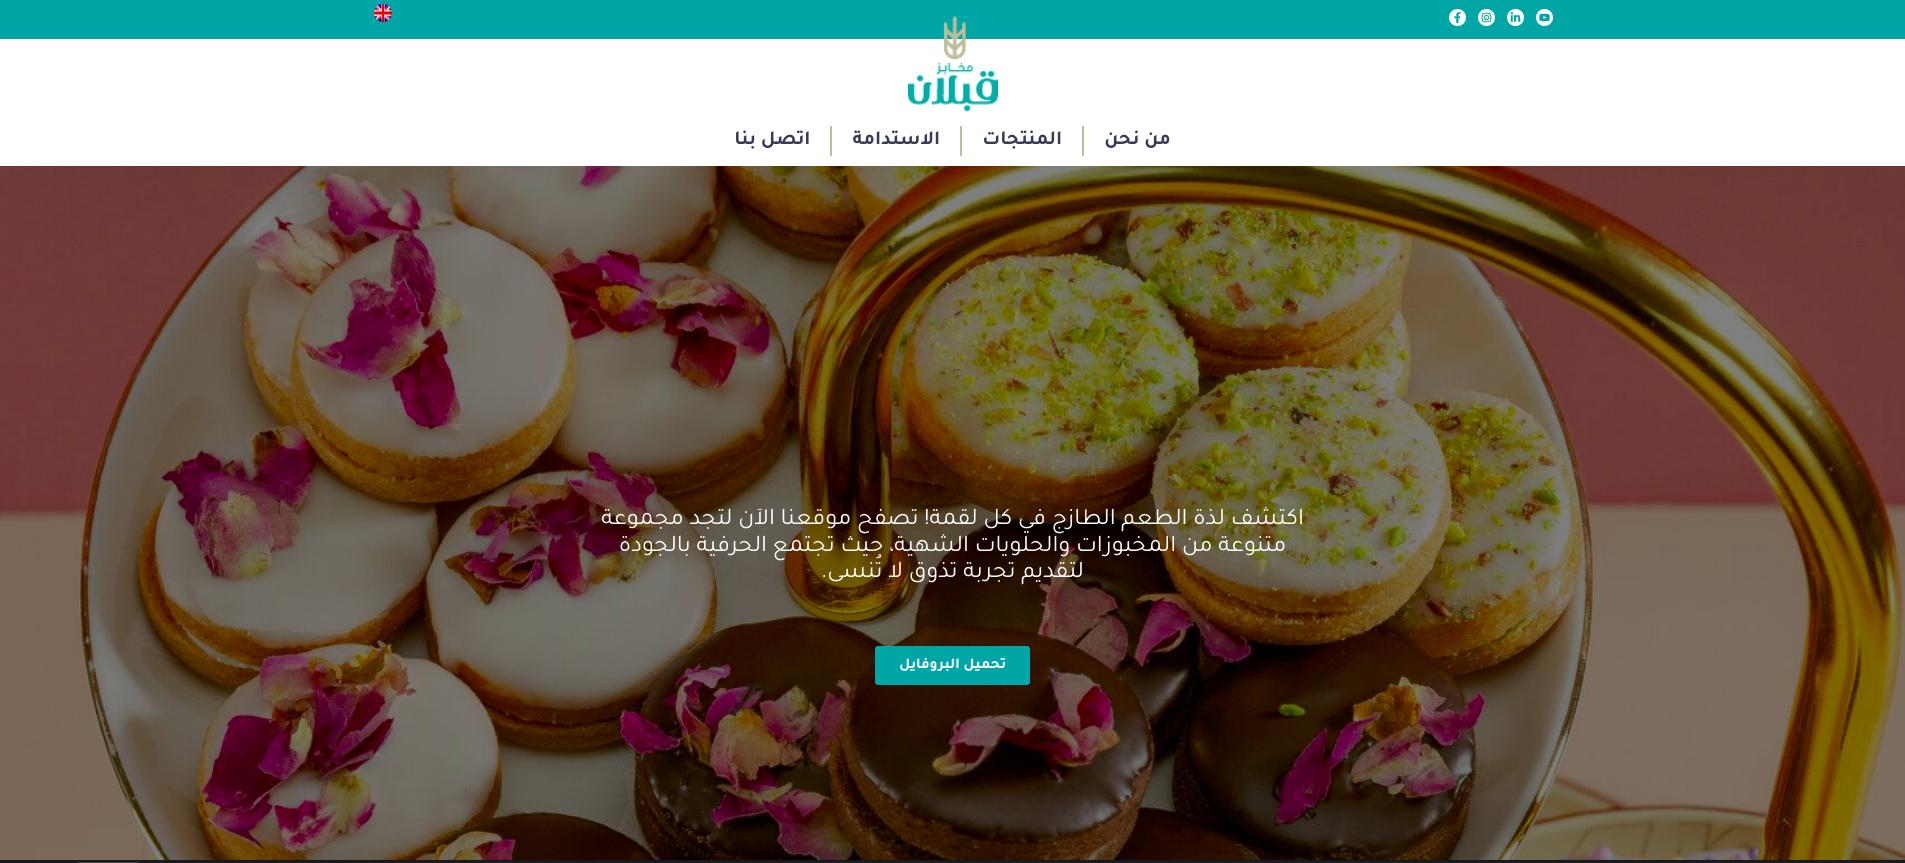 مخابز
قبلان
من نحن
المنتجات
الاستدامة
اتصل بنا
اكتشف لذة الطعم الطازج في كل لقمة! تصفح موقعنا الآن لتجد مجموعة
متنوعة من المخبوزات والحلويات الشهية، حيث تجتمع الحرفية بالجودة
لتقديم تجربة تذوق لا تُنسى.
تحميل البروفايل